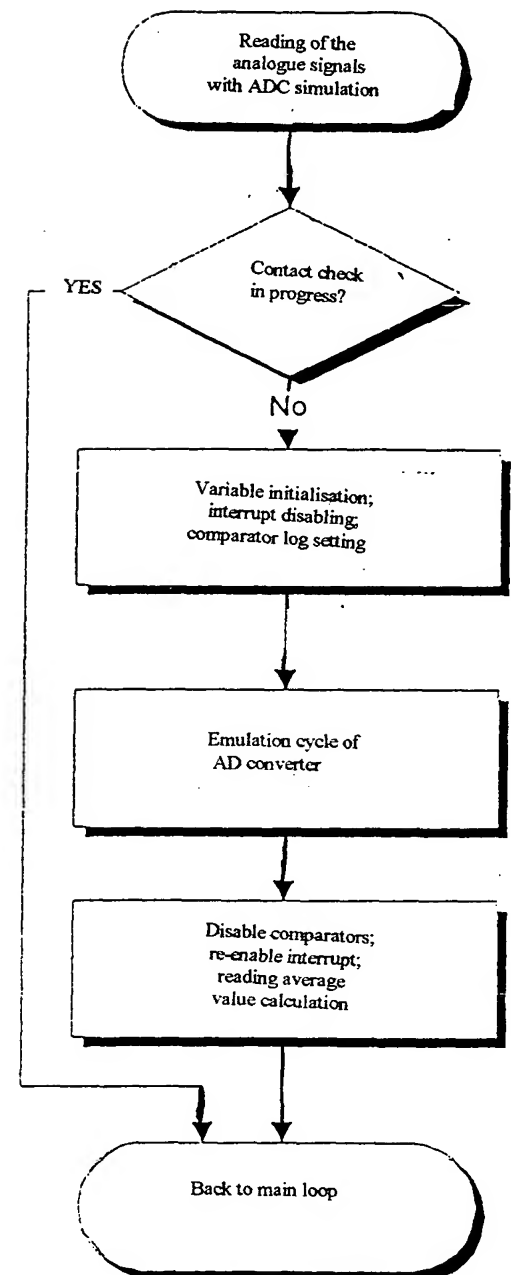 Reading of the
analogue signals
with ADC simulation
Contact check
in progress?
YES
No
Variable initialisation;
interrupt disabling;
comparator log setting
Emulation cycle of
AD converter
Disable comparators;
re-enable interrupt;
reading average
value calculation
Back to main loop